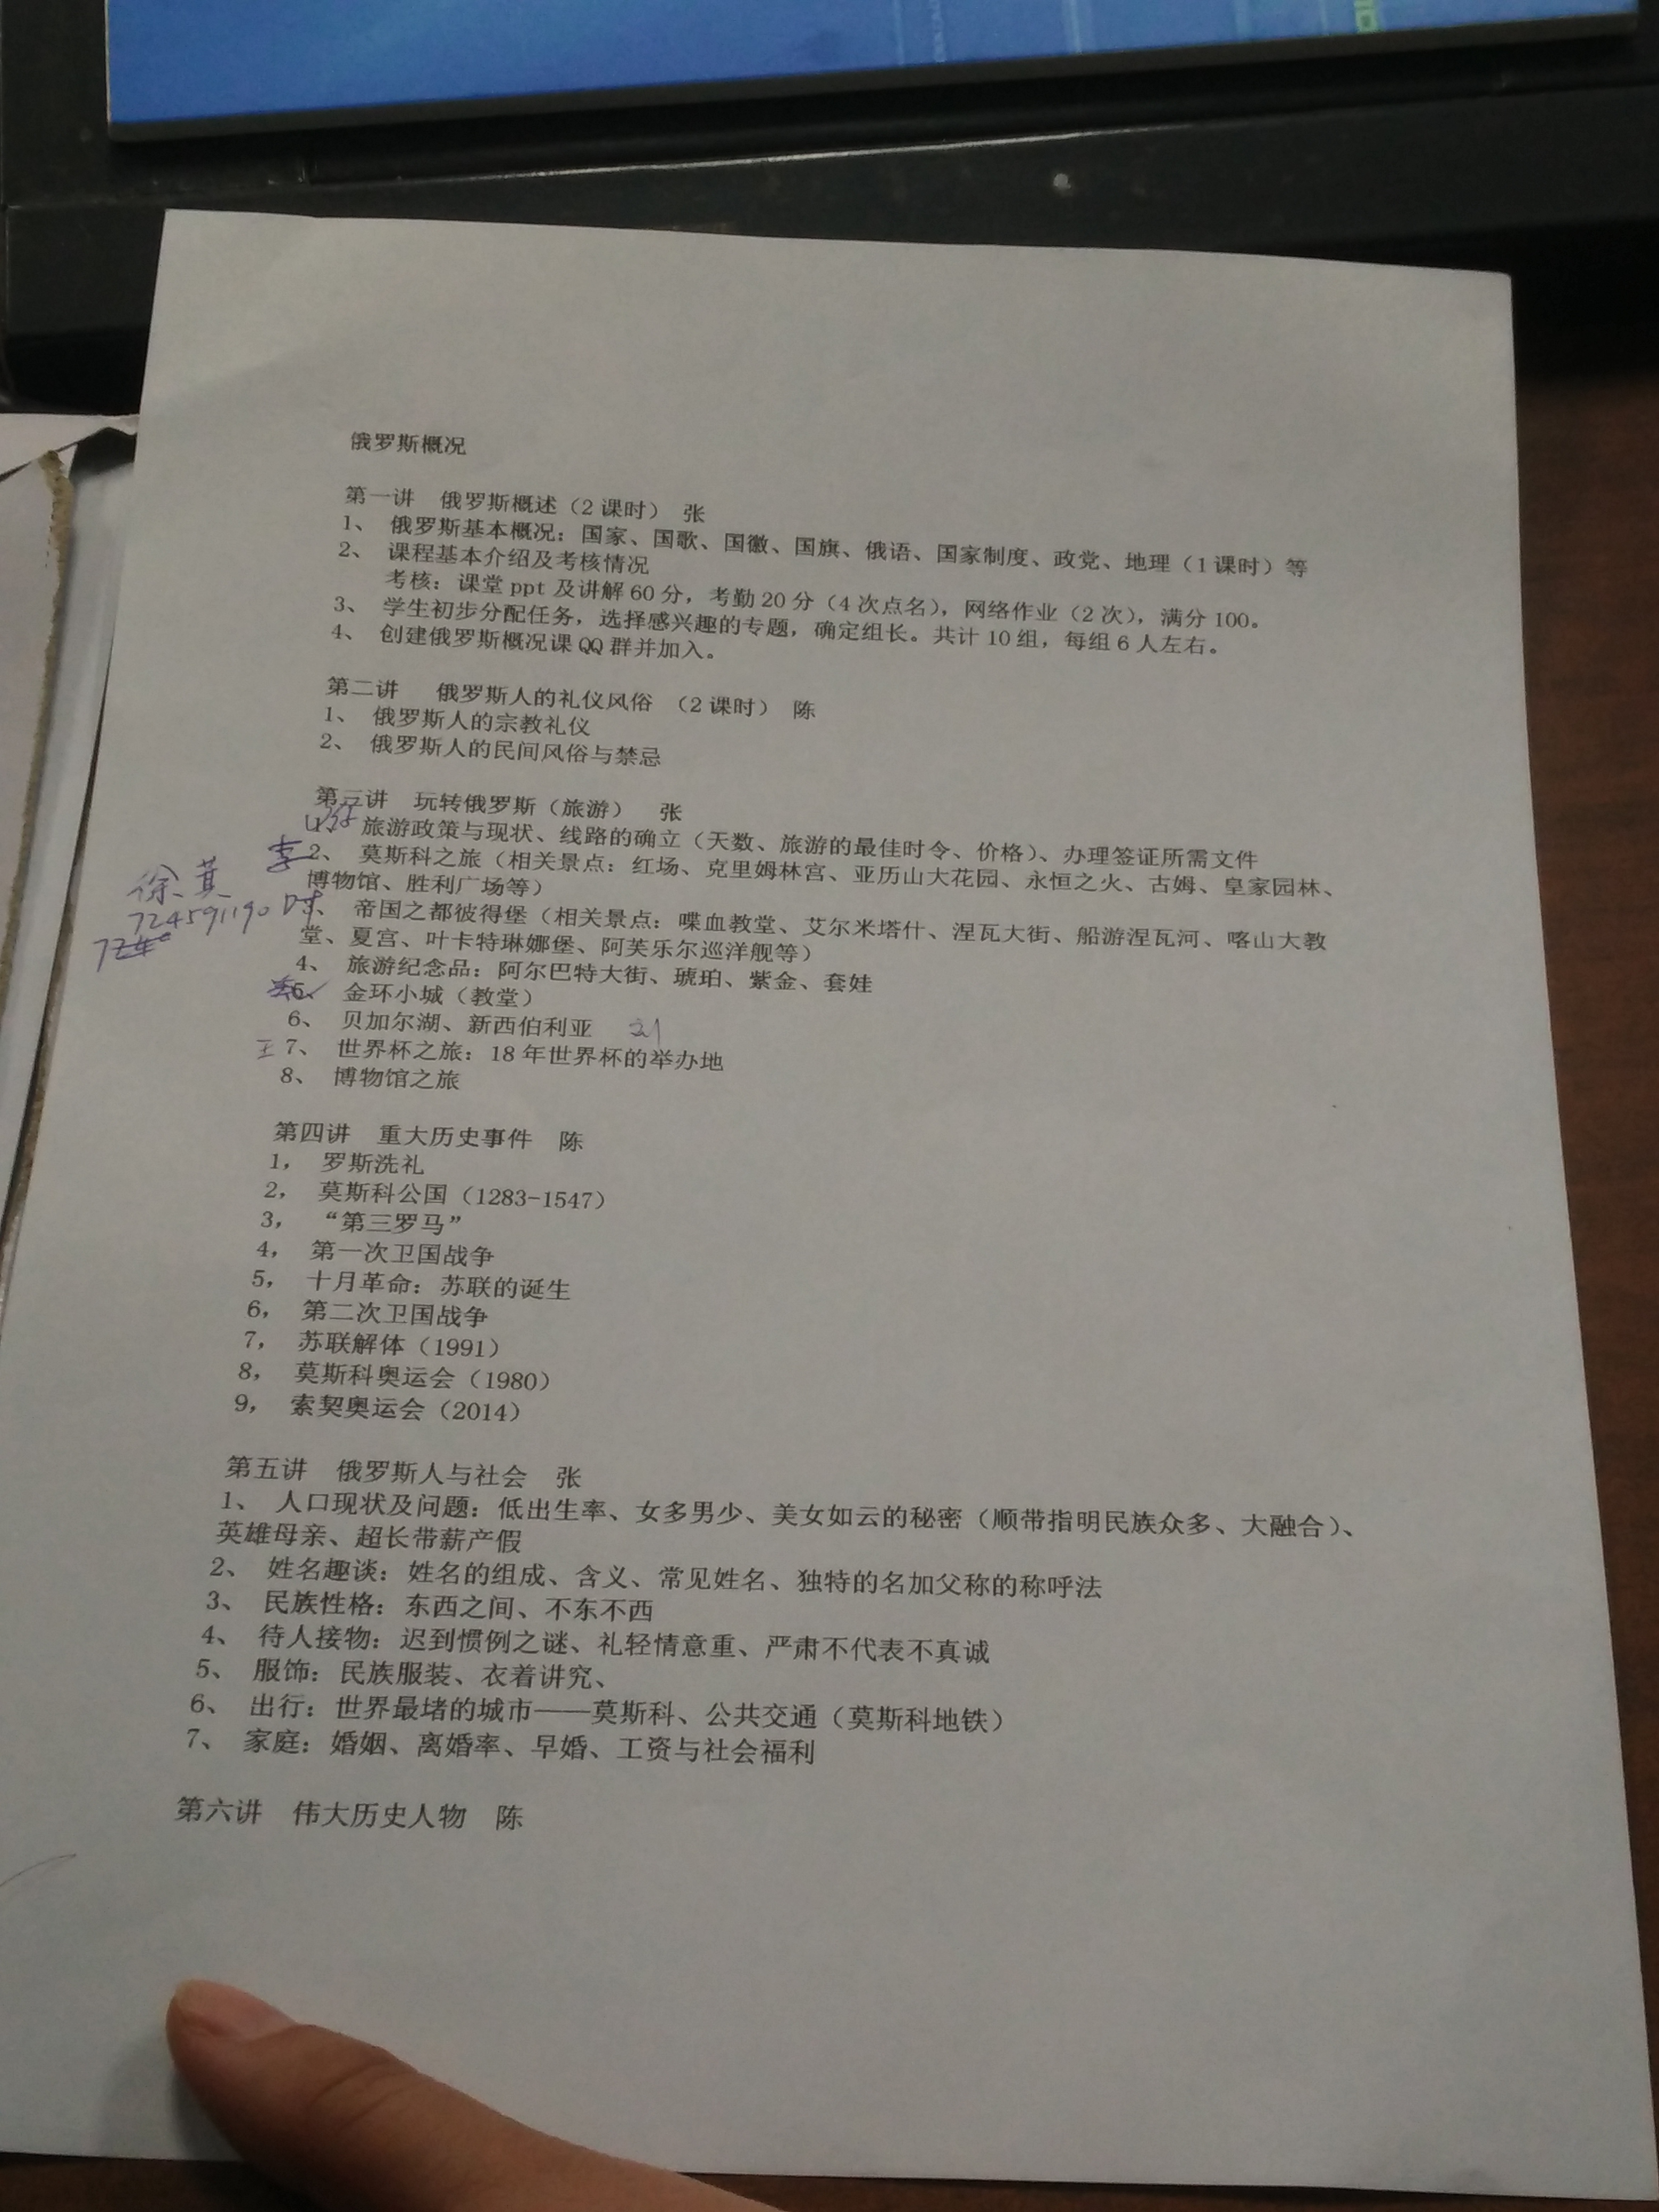 俄罗斯概况
第一讲 俄罗斯概述（2 课时） 张
1、 俄罗斯基本概况：国家、国歌、国徽、国旗、俄语、国家制度、政党、地理（1 课时）等
2、 课程基本介绍及考核情况
考核：课堂 ppt 及讲解 60 分，考勤 20 分（4 次点名），网络作业（2 次），满分 100。
3、 学生初步分配任务，选择感兴趣的专题，确定组长。共计 10 组，每组 6 人左右。
4、 创建俄罗斯概况课 QQ 群并加入。
第二讲 俄罗斯人的礼仪风俗 （2 课时） 陈
1、 俄罗斯人的宗教礼仪
2、 俄罗斯人的民间风俗与禁忌
第三讲 玩转俄罗斯（旅游） 张
旅游政策与现状、线路的确立（天数、旅游的最佳时令、价格）、办理签证所需文件
李 2、 莫斯科之旅（相关景点：红场、克里姆林宫、亚历山大花园、永恒之火、古姆、皇家园林、
博物馆、胜利广场等）
徐
724591190
帝国之都彼得堡（相关景点：喋血教堂、艾尔米塔什、涅瓦大街、船游涅瓦河、喀山大教
堂、夏宫、叶卡特琳娜堡、阿芙乐尔巡洋舰等）
4、 旅游纪念品：阿尔巴特大街、琥珀、紫金、套娃
5、 金环小城（教堂）
6、 贝加尔湖、新西伯利亚 刘
王 7、 世界杯之旅：18 年世界杯的举办地
8、 博物馆之旅
第四讲 重大历史事件 陈
1， 罗斯洗礼
2， 莫斯科公国（1283-1547）
3， “第三罗马”
4， 第一次卫国战争
5， 十月革命：苏联的诞生
6， 第二次卫国战争
7， 苏联解体（1991）
8， 莫斯科奥运会（1980）
9， 索契奥运会（2014）
第五讲 俄罗斯人与社会 张
1、 人口现状及问题：低出生率、女多男少、美女如云的秘密（顺带指明民族众多、大融合）、
英雄母亲、超长带薪产假
2、 姓名趣谈：姓名的组成、含义、常见姓名、独特的名加父称的称呼法
3、 民族性格：东西之间、不东不西
4、 待人接物：迟到惯例之谜、礼轻情意重、严肃不代表不真诚
5、 服饰：民族服装、衣着讲究、
6、 出行：世界最堵的城市——莫斯科、公共交通（莫斯科地铁）
7、 家庭：婚姻、离婚率、早婚、工资与社会福利
第六讲 伟大历史人物 陈